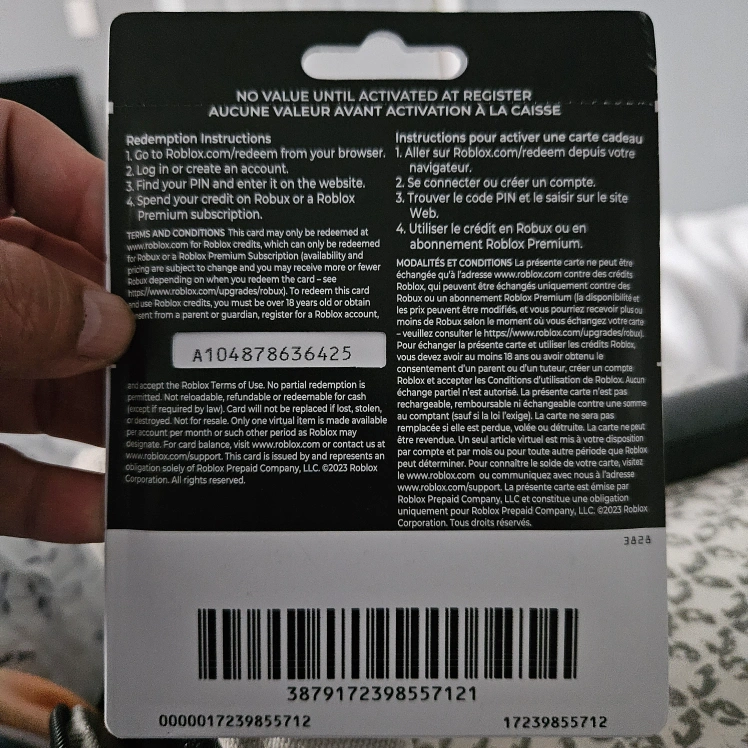 NO VALUE UNTIL ACTIVATED AT REGISTER
AUCUNE VALEUR AVANT ACTIVATION À LA CAISSE
Redemption Instructions
1. Go to Roblox.com/redeem from your browser.
2. Log in or create an account.
3. Find your PIN and enter it on the website.
4. Spend your credit on Robux or a Roblox
Premium subscription.
TERMS AND CONDITIONS This card may only be redeemed at
www.roblox.com for Roblox credits, which can only be redeemed
for Robux or a Roblox Premium Subscription (availability and
pricing are subject to change and you may receive more or fewer
Robux depending on when you redeem the card – see
https://www.roblox.com/upgrades/robux). To redeem this card
and use Roblox credits, you must be over 18 years old or obtain
sent from a parent or guardian, register for a Roblox account,
A104878636425
and accept the Roblox Terms of Use. No partial redemption is
permitted. Not reloadable, refundable or redeemable for cash
(except if required by law). Card will not be replaced if lost, stolen,
or destroyed. Not for resale. Only one virtual item is made available
per account per month or such other period as Roblox may
designate. For card balance, visit www.roblox.com or contact us at
www.roblox.com/support. This card is issued by and represents an
obligation solely of Roblox Prepaid Company, LLC. ©2023 Roblox
Corporation. All rights reserved.
Instructions pour activer une carte cadeau
1. Aller sur Roblox.com/redeem depuis votre
navigateur.
2. Se connecter ou créer un compte.
3. Trouver le code PIN et le saisir sur le site
Web.
4. Utiliser le crédit en Robux ou en
abonnement Roblox Premium.
MODALITÉS ET CONDITIONS La présente carte ne peut être
échangée qu'à l'adresse www.roblox.com contre des crédits
Roblox, qui peuvent être échangés uniquement contre des
Robux ou un abonnement Roblox Premium (la disponibilité et
les prix peuvent être modifiés, et vous pourriez recevoir plus ou
moins de Robux selon le moment où vous échangez votre carte
– veuillez consulter le https://www.roblox.com/upgrades/robux).
Pour échanger la présente carte et utiliser les crédits Roblox,
vous devez avoir au moins 18 ans ou avoir obtenu le
consentement d'un parent ou d'un tuteur, créer un compte
Roblox et accepter les Conditions d'utilisation de Roblox. Aucun
échange partiel n'est autorisé. La présente carte n'est pas
rechargeable, remboursable ni échangeable contre une somme
au comptant (sauf si la loi l'exige). La carte ne sera pas
remplacée si elle est perdue, volée ou détruite. La carte ne peut
être revendue. Un seul article virtuel est mis à votre disposition
par compte et par mois ou pour toute autre période que Roblox
peut déterminer. Pour connaître le solde de votre carte, visitez
le www.roblox.com ou communiquez avec nous à l'adresse
www.roblox.com/support. La présente carte est émise par
Roblox Prepaid Company, LLC et constitue une obligation
uniquement pour Roblox Prepaid Company, LLC. ©2023 Roblox
Corporation. Tous droits réservés.
3828
3879172398557121
0000017239855712
17239855712